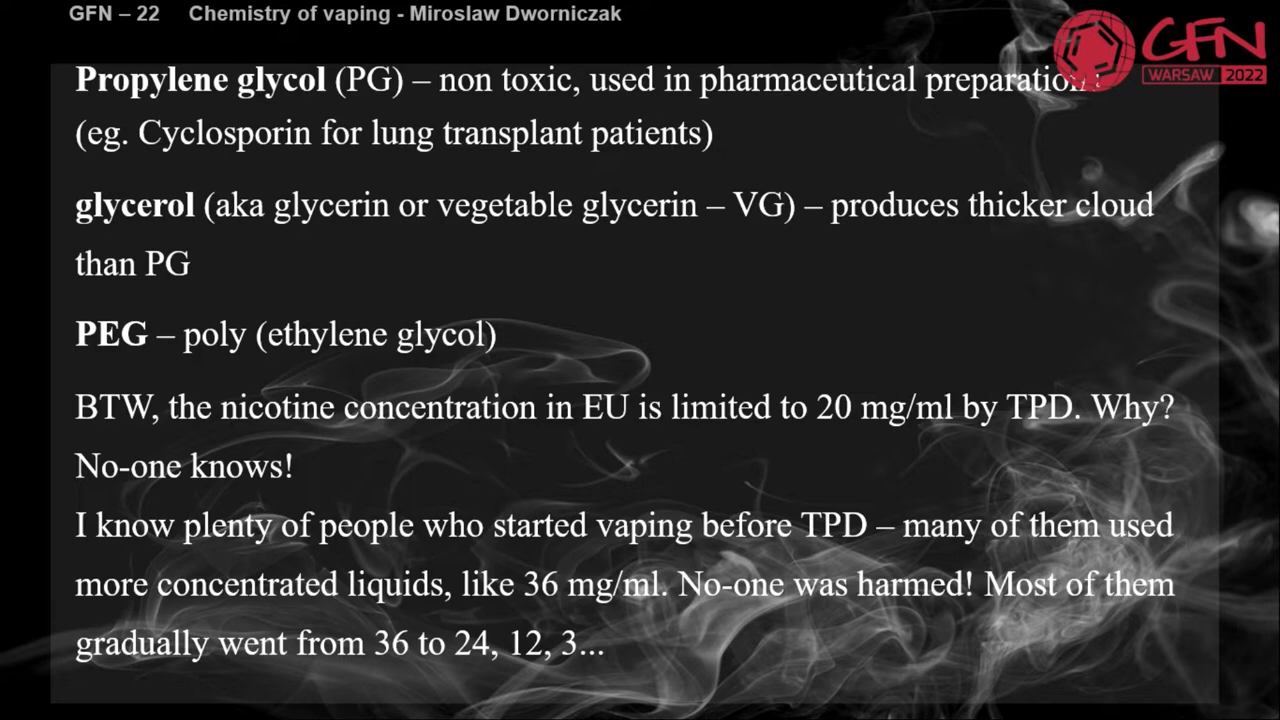 GFN – 22 Chemistry of vaping - Miroslaw Dworniczak
GFN
WARSAW 2022
Propylene glycol (PG) – non toxic, used in pharmaceutical
(eg. Cyclosporin for lung transplant patients)
glycerol (aka glycerin or vegetable glycerin – VG) – produces thicker cloud
than PG
PEG – poly (ethylene glycol)
BTW, the nicotine concentration in EU is limited to 20 mg/ml by TPD. Why?
No-one knows!
I know plenty of people who started vaping before TPD – many of them used
more concentrated liquids, like 36 mg/ml. No-one was harmed! Most of them
gradually went from 36 to 24, 12, 3...